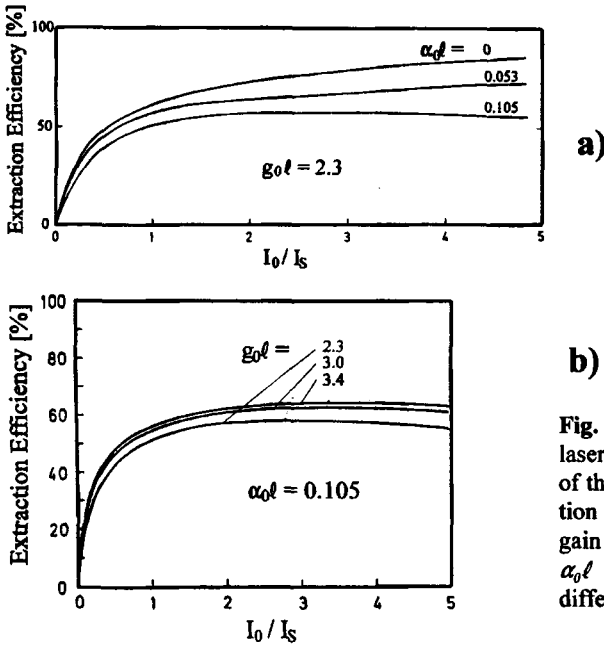 Extraction Efficiency [%]
100
50
0
α₀ℓ = 0
0.053
0.105
g₀ℓ = 2.3
0 1 2 3 4 5
I₀ / Iₛ
a)
Extraction Efficiency [%]
100
80
60
40
20
0
g₀ℓ = 2.3
3.0
3.4
α₀ℓ = 0.105
0 1 2 3 4 5
I₀ / Iₛ
b)
Fig.
laser
of th
tion
gain
α₀ℓ
differe